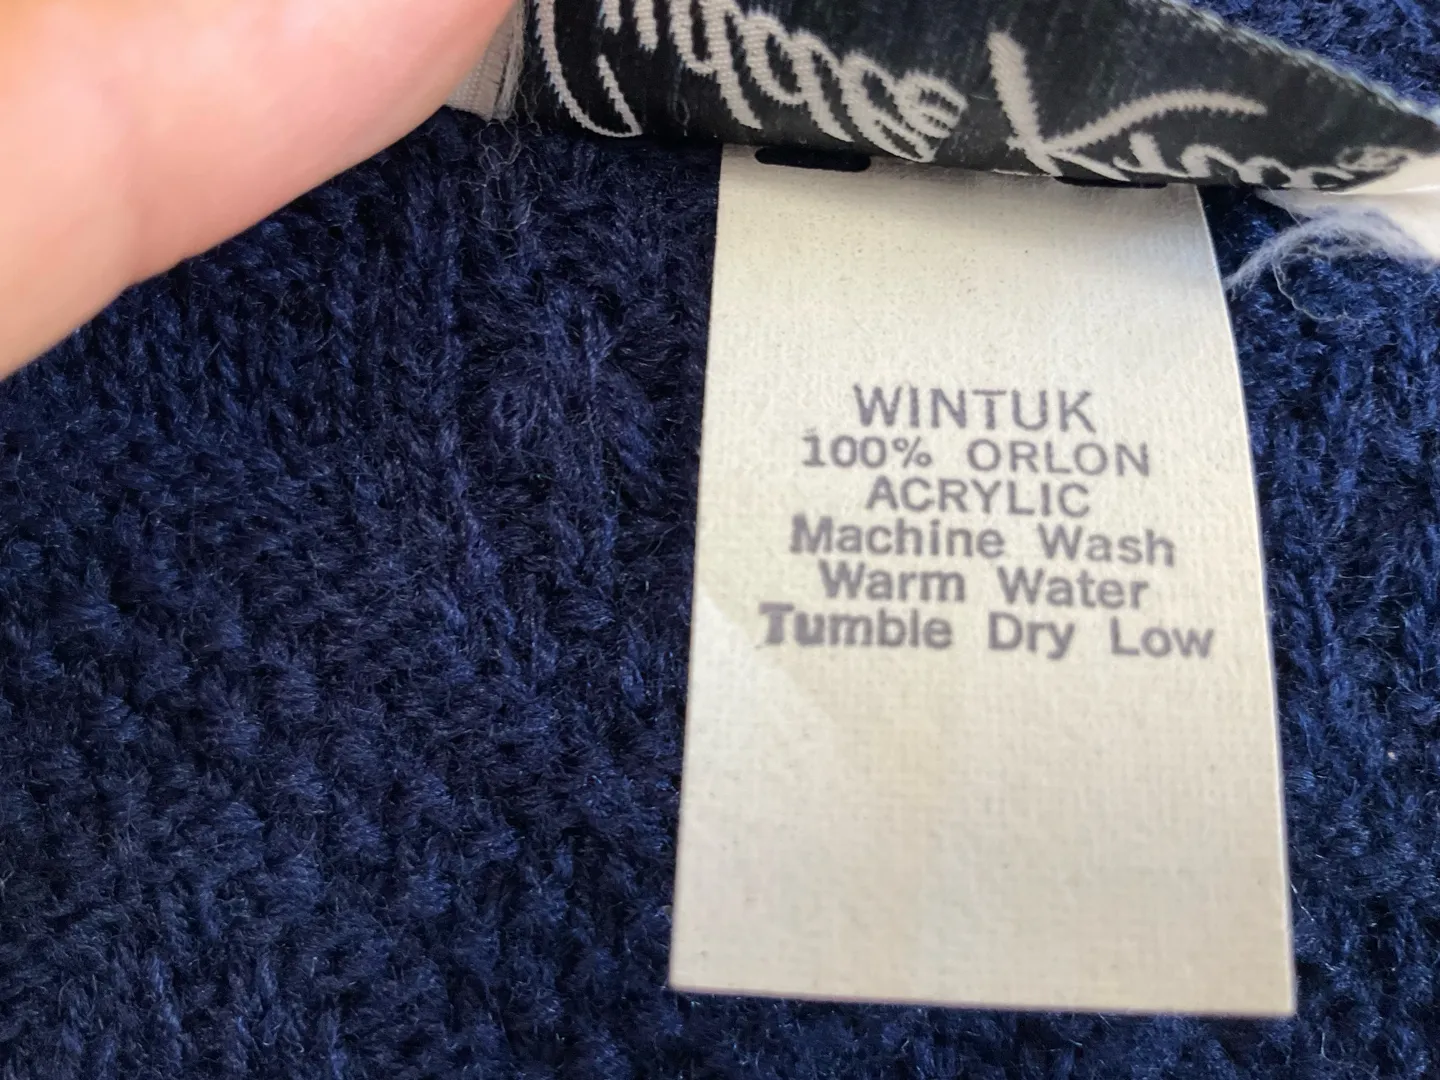 WINTUK
100% ORLON
ACRYLIC
Machine Wash
Warm Water
Tumble Dry Low